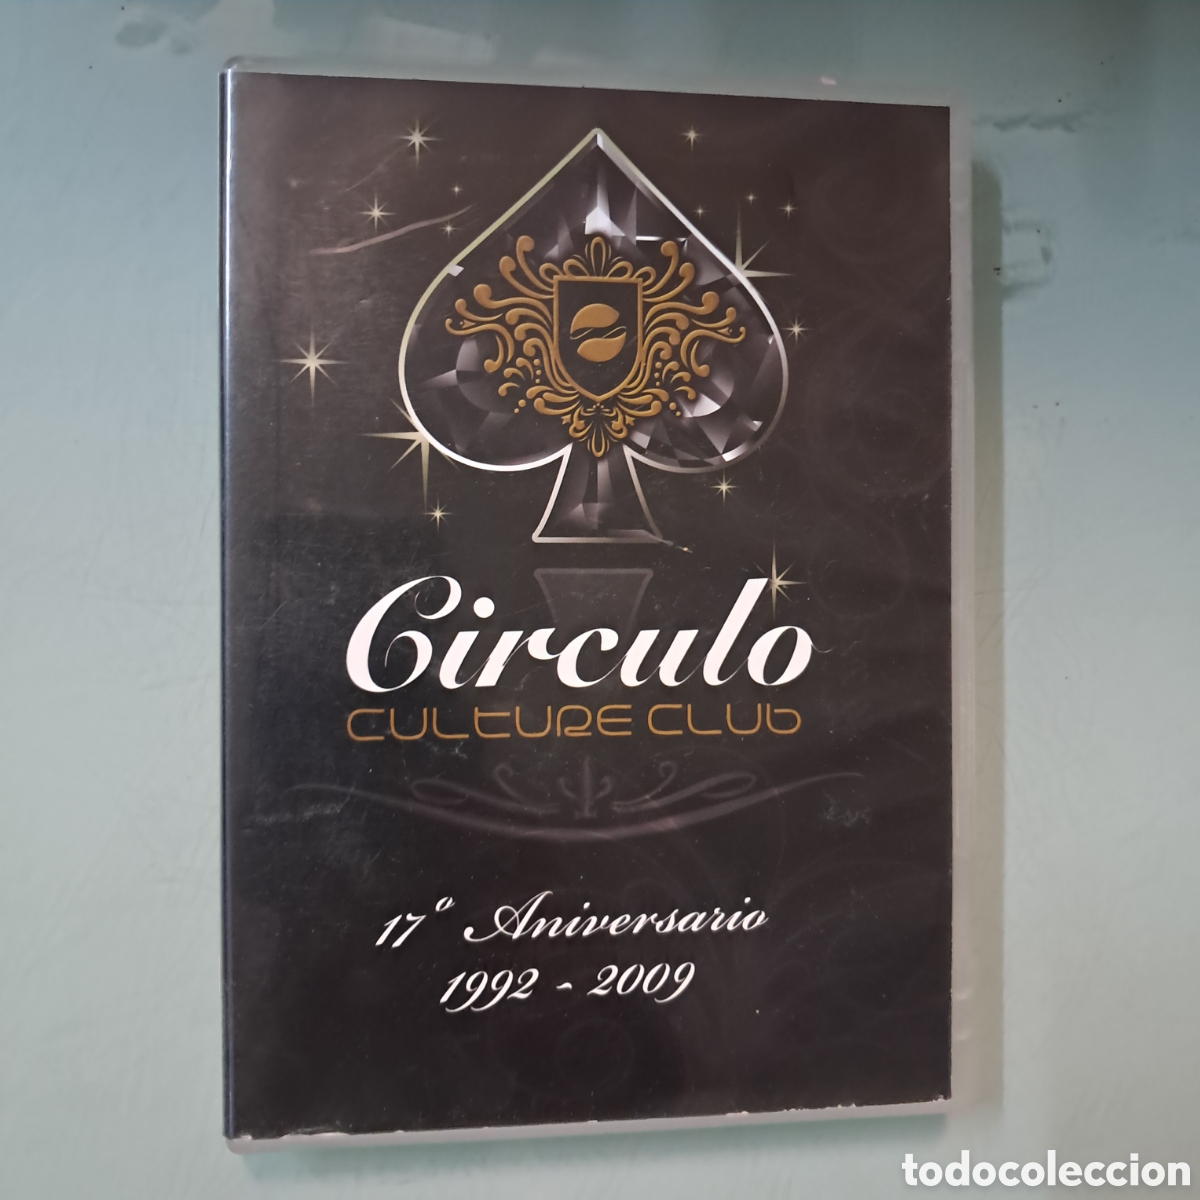 Circulo
CULTURE CLUb
17º Aniversario
1992 - 2009
todocoleccion